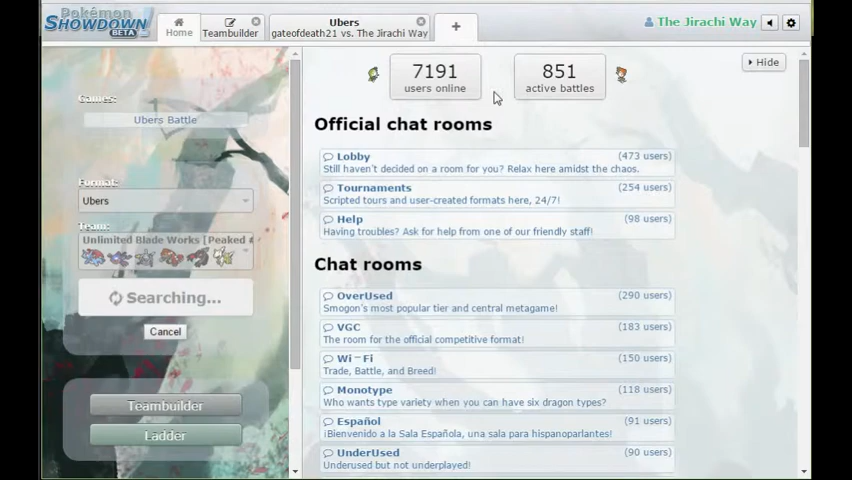 Pokémon
SHOWDOWN!
BETA
Home
Teambuilder
Ubers
gateofdeath21 vs. The Jirachi Way
+
The Jirachi Way
Games:
Ubers Battle
Format:
Ubers
Team:
Unlimited Blade Works [Peaked
Searching...
Cancel
Teambuilder
Ladder
7191
users online
851
active battles
Hide
Official chat rooms
Lobby (473 users)
Still haven't decided on a room for you? Relax here amidst the chaos.
Tournaments (254 users)
Scripted tours and user-created formats here, 24/7!
Help (98 users)
Having troubles? Ask for help from one of our friendly staff!
Chat rooms
OverUsed (290 users)
Smogon's most popular tier and central metagame!
VGC (183 users)
The room for the official competitive format!
Wi-Fi (150 users)
Trade, Battle, and Breed!
Monotype (118 users)
Who wants type variety when you can have six dragon types?
Español (91 users)
¡Bienvenido a la Sala Española, una sala para hispanoparlantes!
UnderUsed (90 users)
Underused but not underplayed!